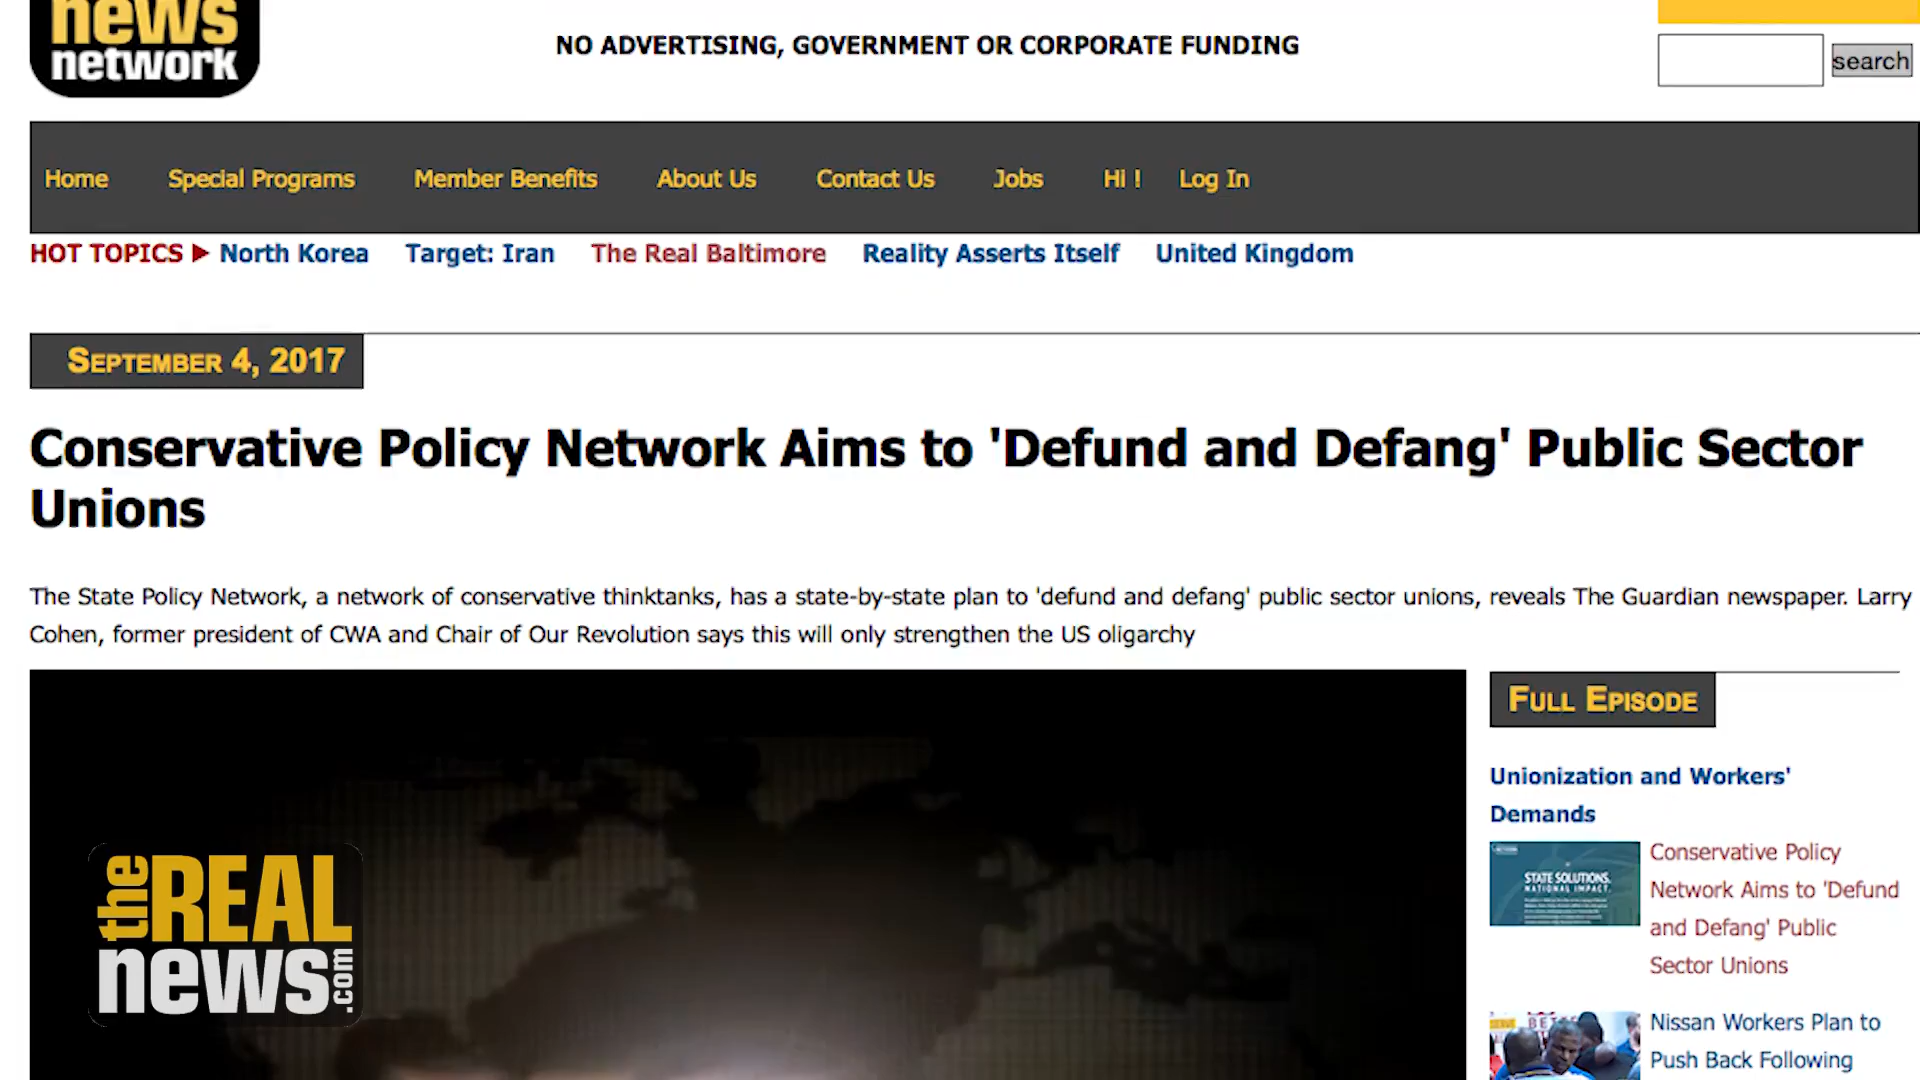 news
network
NO ADVERTISING, GOVERNMENT OR CORPORATE FUNDING
search
Home Special Programs Member Benefits About Us Contact Us Jobs Hi ! Log In
HOT TOPICS North Korea Target: Iran The Real Baltimore Reality Asserts Itself United Kingdom
SEPTEMBER 4, 2017
Conservative Policy Network Aims to 'Defund and Defang' Public Sector
Unions
The State Policy Network, a network of conservative thinktanks, has a state-by-state plan to 'defund and defang' public sector unions, reveals The Guardian newspaper. Larry
Cohen, former president of CWA and Chair of Our Revolution says this will only strengthen the US oligarchy
FULL EPISODE
Unionization and Workers'
Demands
STATE SOLUTIONS.
NATIONAL IMPACT.
Conservative Policy
Network Aims to 'Defund
and Defang' Public
Sector Unions
Nissan Workers Plan to
Push Back Following
the REAL
news.com